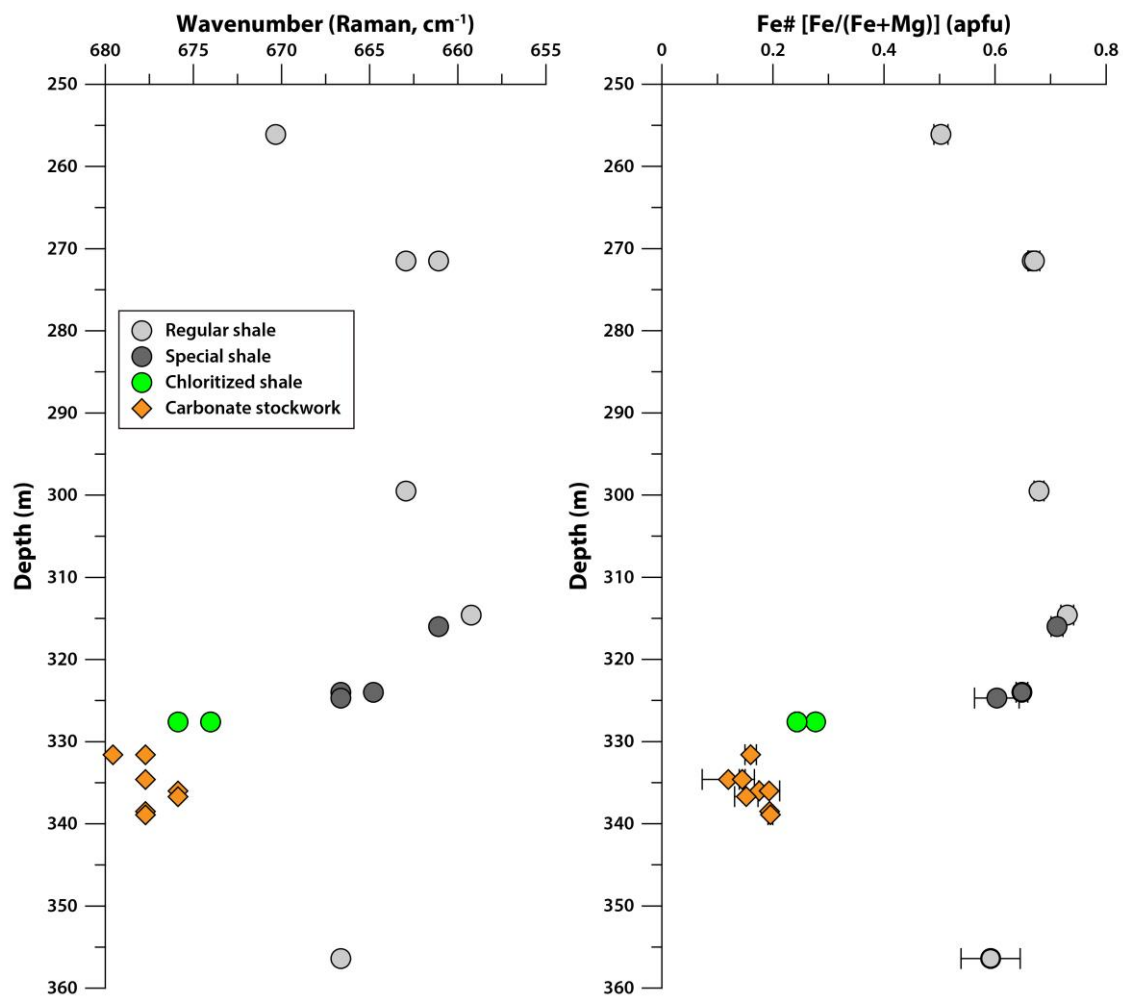 Wavenumber (Raman, cm-1)
680 675 670 665 660 655
250
260
270
280
290
300
310
320
330
340
350
360
Depth (m)
Regular shale
Special shale
Chloritized shale
Carbonate stockwork
Fe# [Fe/(Fe+Mg)] (apfu)
0 0.2 0.4 0.6 0.8
250
260
270
280
290
300
310
320
330
340
350
360
Depth (m)